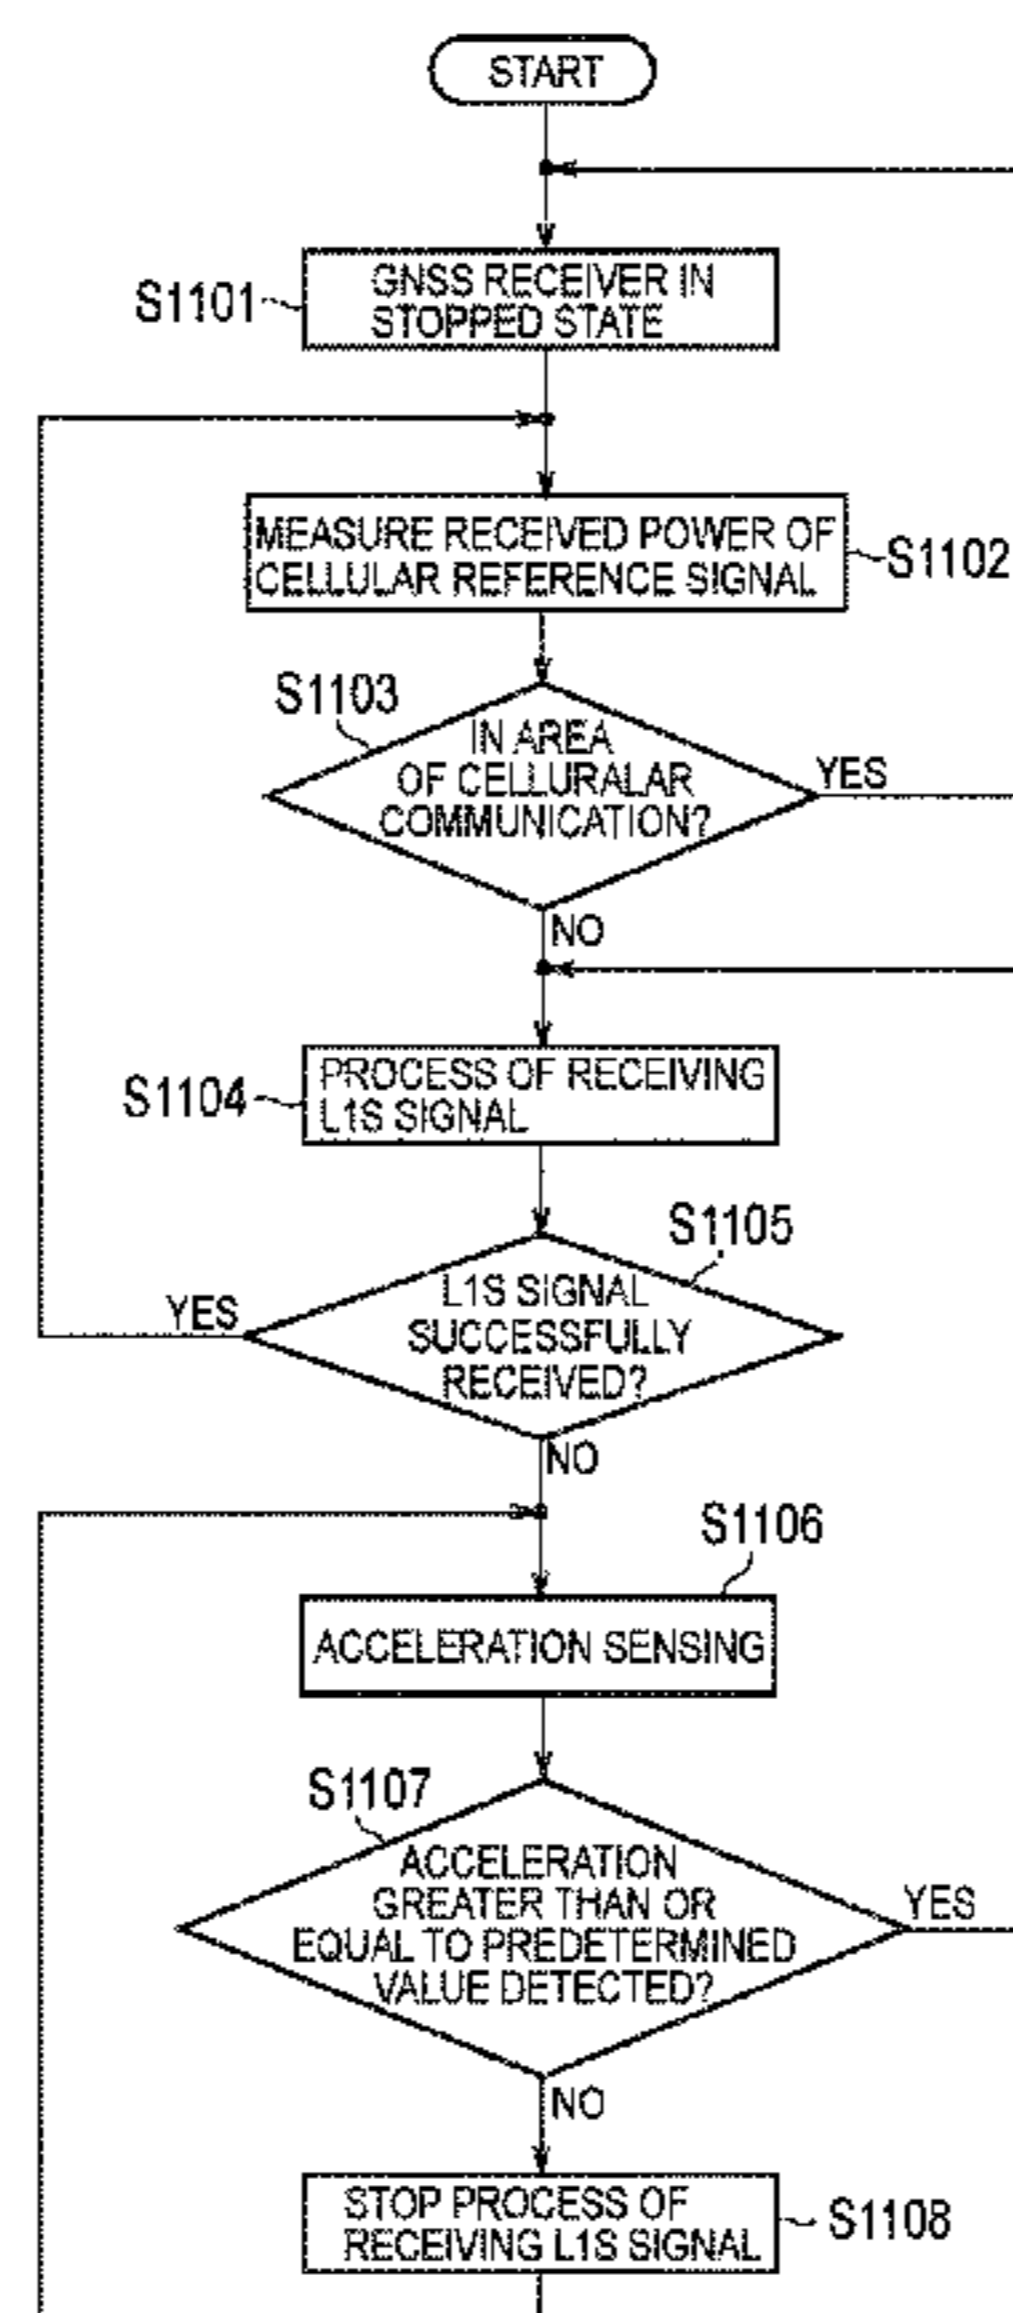 START
S1101
GNSS RECEIVER IN
STOPPED STATE
MEASURE RECEIVED POWER OF
CELLULAR REFERENCE SIGNAL
S1102
S1103
IN AREA
OF CELLURALAR
COMMUNICATION?
YES
NO
S1104
PROCESS OF RECEIVING
L1S SIGNAL
S1105
L1S SIGNAL
SUCCESSFULLY
RECEIVED?
YES
NO
S1106
ACCELERATION SENSING
S1107
ACCELERATION
GREATER THAN OR
EQUAL TO PREDETERMINED
VALUE DETECTED?
YES
NO
STOP PROCESS OF
RECEIVING L1S SIGNAL
S1108